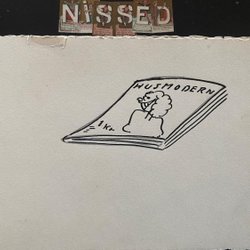 NiSSED
HUSMODERN
1 Kr.